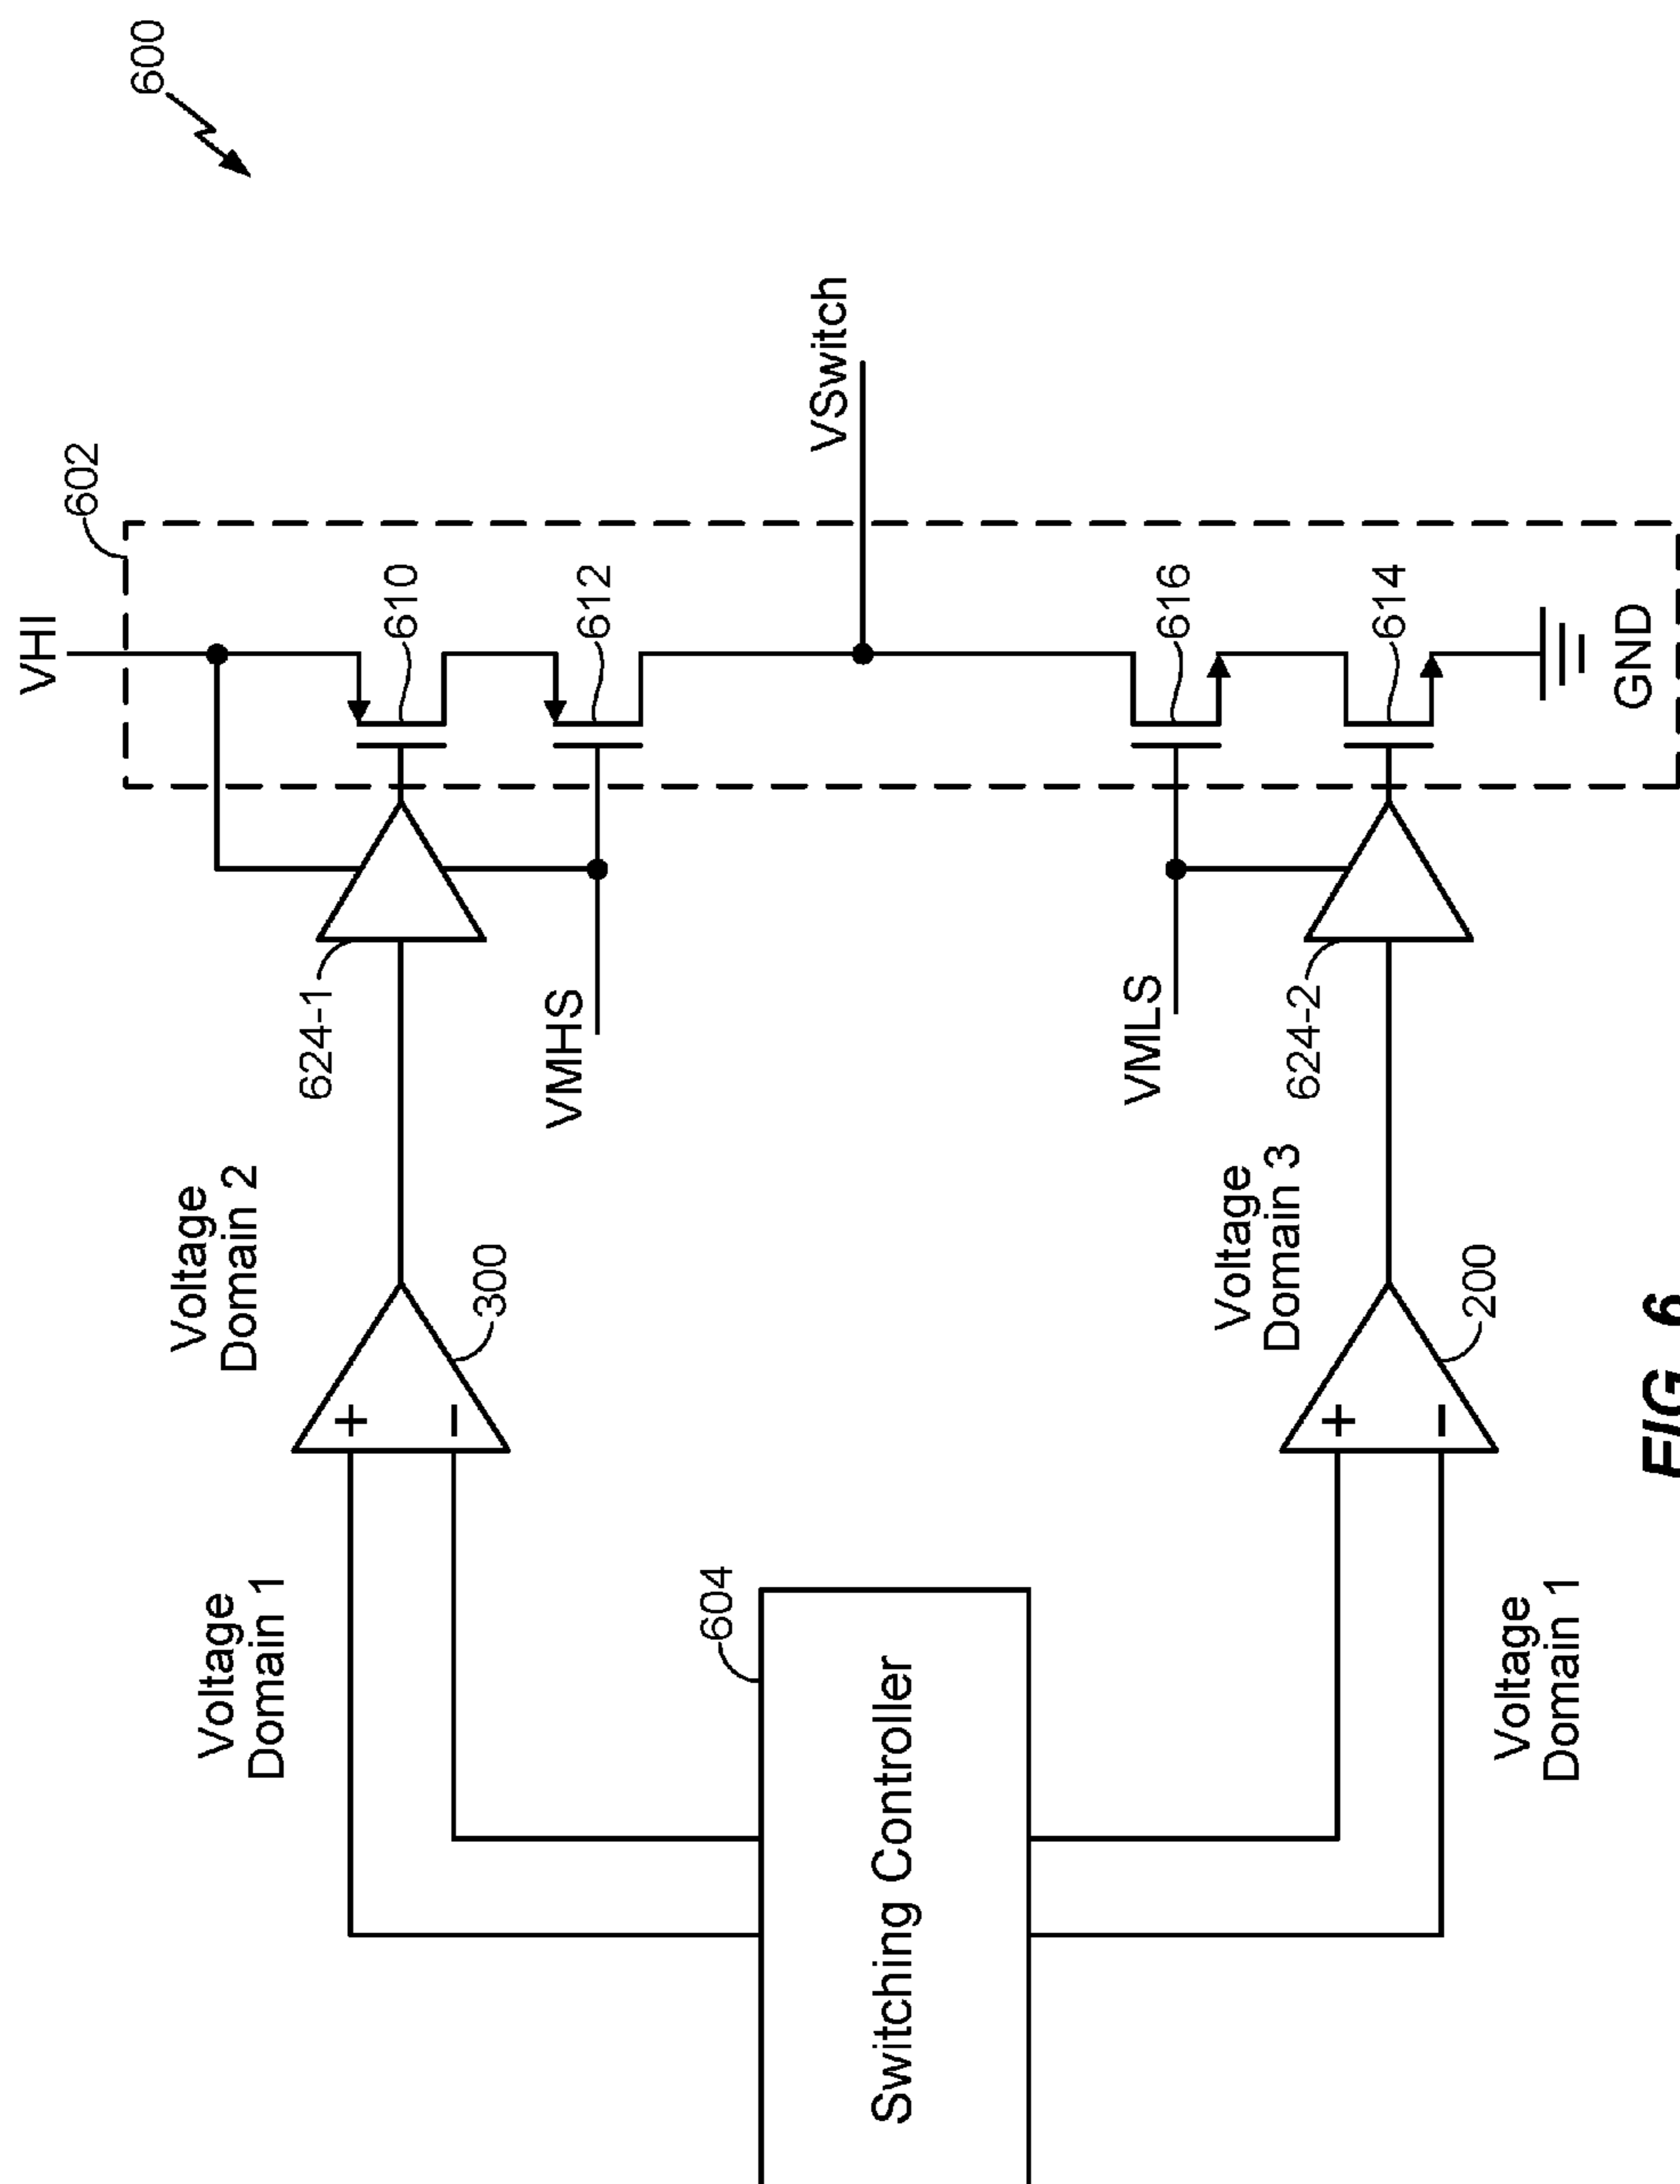 600
VHI
602
610
612
VSwitch
616
614
GND
624-1
VMHS
VMLS
624-2
Voltage
Domain 2
300
Voltage
Domain 3
200
Voltage
Domain 1
604
Switching Controller
Voltage
Domain 1
+
−
+
−
FIG. 6